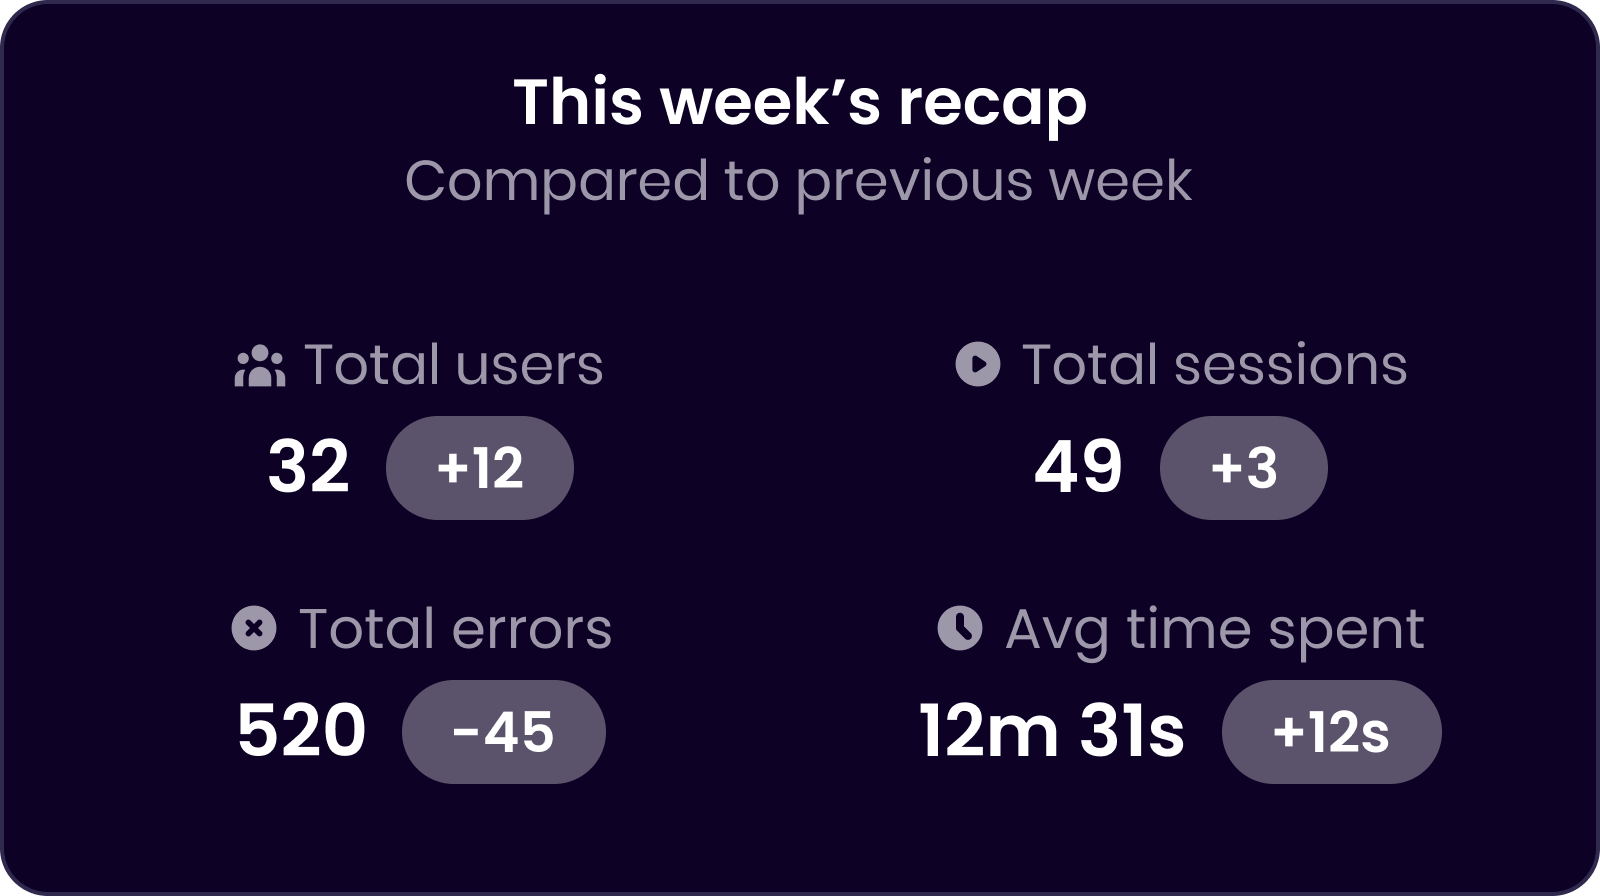 This week’s recap
Compared to previous week
Total users
32 +12
Total sessions
49 +3
Total errors
520 -45
Avg time spent
12m 31s +12s